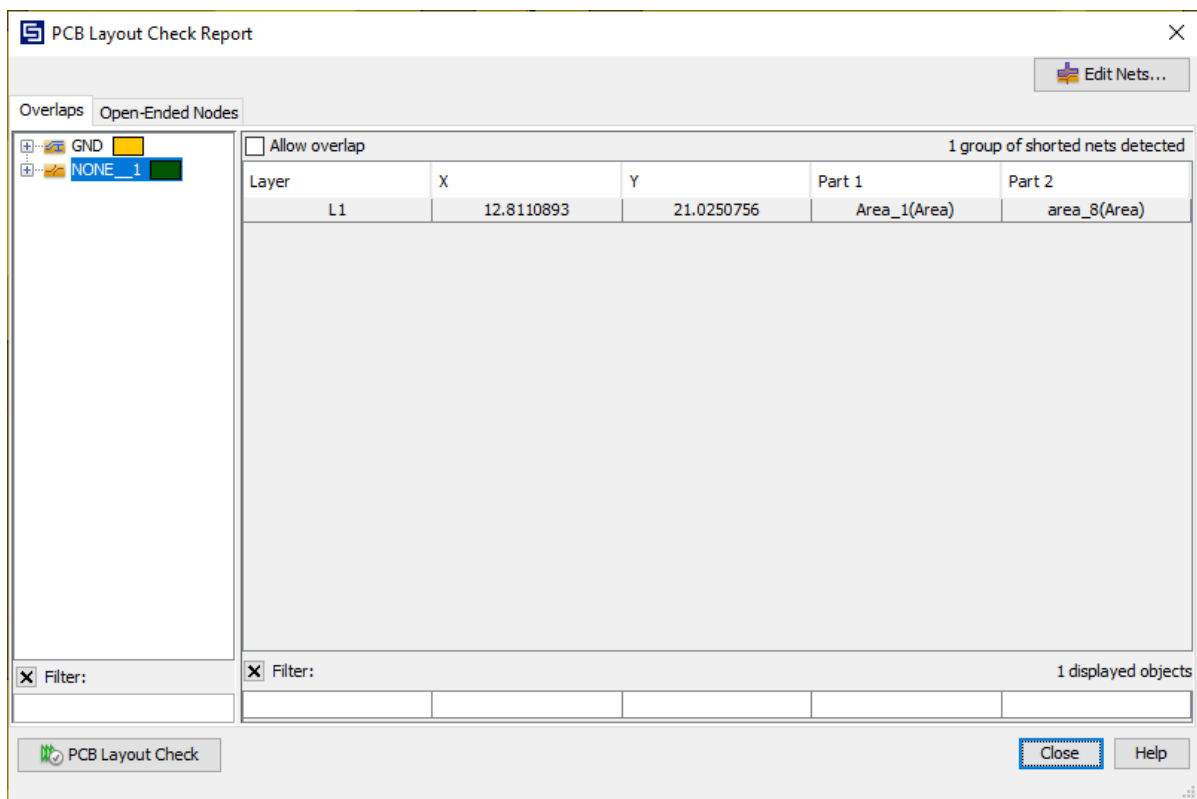 PCB Layout Check Report
Edit Nets...
Overlaps Open-Ended Nodes
GND
NONE__1
Allow overlap 1 group of shorted nets detected
Layer X Y Part 1 Part 2
L1 12.8110893 21.0250756 Area_1(Area) area_8(Area)
Filter:
Filter: 1 displayed objects
PCB Layout Check Close Help